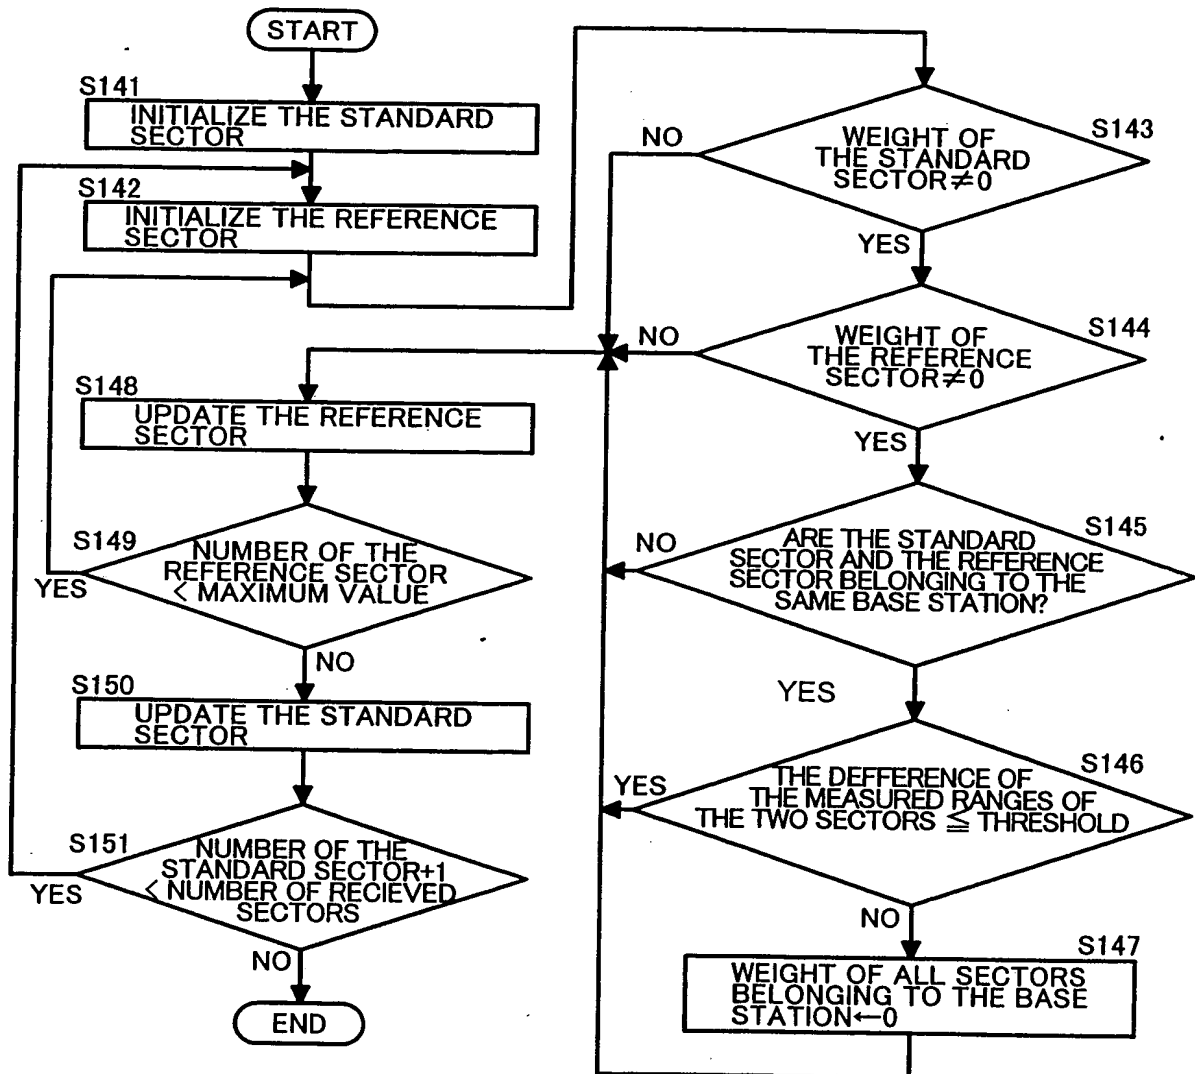 START
S141
INITIALIZE THE STANDARD
SECTOR
S142
INITIALIZE THE REFERENCE
SECTOR
NO
WEIGHT OF
THE STANDARD
SECTOR≠0
S143
YES
NO
WEIGHT OF
THE REFERENCE
SECTOR≠0
S144
YES
NO
ARE THE STANDARD
SECTOR AND THE REFERENCE
SECTOR BELONGING TO THE
SAME BASE STATION?
S145
YES
YES
THE DEFFERENCE OF
THE MEASURED RANGES OF
THE TWO SECTORS ≦ THRESHOLD
S146
NO
S147
WEIGHT OF ALL SECTORS
BELONGING TO THE BASE
STATION←0
S148
UPDATE THE REFERENCE
SECTOR
S149
NUMBER OF THE
REFERENCE SECTOR
< MAXIMUM VALUE
YES
NO
S150
UPDATE THE STANDARD
SECTOR
S151
NUMBER OF THE
STANDARD SECTOR+1
< NUMBER OF RECIEVED
SECTORS
YES
NO
END